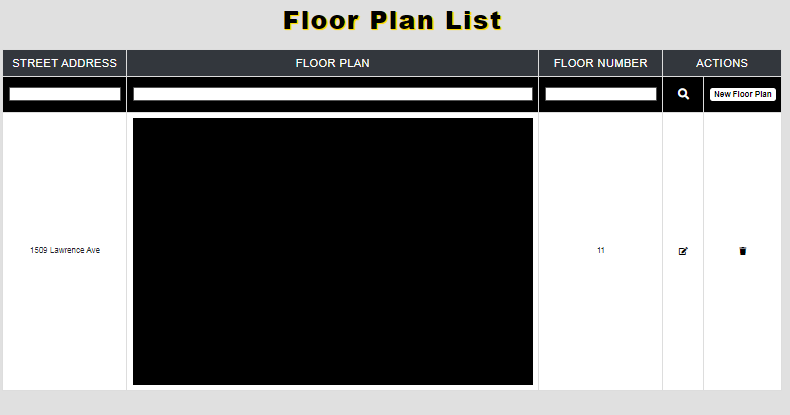 Floor Plan List
STREET ADDRESS FLOOR PLAN FLOOR NUMBER ACTIONS
New Floor Plan
1509 Lawrence Ave 11